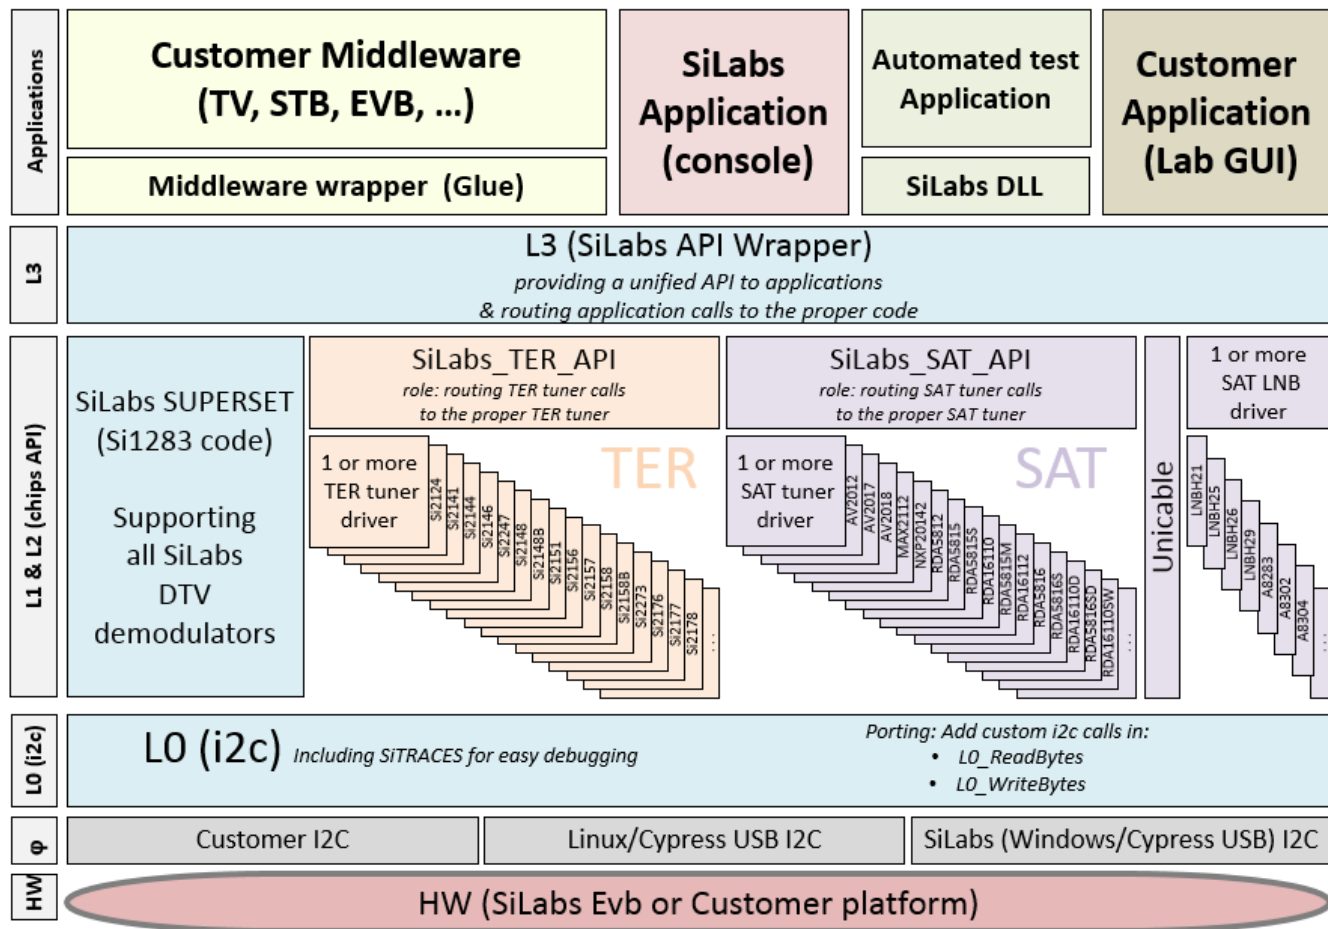 Applications
Customer Middleware
(TV, STB, EVB, ...)
Middleware wrapper (Glue)
SiLabs
Application
(console)
Automated test
Application
SiLabs DLL
Customer
Application
(Lab GUI)
L3
L3 (SiLabs API Wrapper)
providing a unified API to applications
& routing application calls to the proper code
L1 & L2 (chips API)
SiLabs SUPERSET
(Si1283 code)
Supporting
all SiLabs
DTV
demodulators
SiLabs_TER_API
role: routing TER tuner calls
to the proper TER tuner
TER
1 or more
TER tuner
driver
Si2124
Si2141
Si2144
Si2146
Si2247
Si2148
Si2148B
Si2151
Si2156
Si2157
Si2158
Si2158B
Si2273
Si2176
Si2177
Si2178
...
SiLabs_SAT_API
role: routing SAT tuner calls
to the proper SAT tuner
SAT
1 or more
SAT tuner
driver
AV2012
AV2017
AV2018
MAX2112
NXP20142
RDA5812
RDA5815
RDA5815S
RDA16110
RDA5815M
RDA16112
RDA5816
RDA5816S
RDA16110D
RDA5816SD
RDA16110SW
...
Unicable
1 or more
SAT LNB
driver
LNBH21
LNBH25
LNBH26
LNBH29
A8283
A8302
A8304
...
L0 (i2c)
L0 (i2c) Including SiTRACES for easy debugging
Porting: Add custom i2c calls in:
• L0_ReadBytes
• L0_WriteBytes
φ
Customer I2C
Linux/Cypress USB I2C
SiLabs (Windows/Cypress USB) I2C
HW
HW (SiLabs Evb or Customer platform)